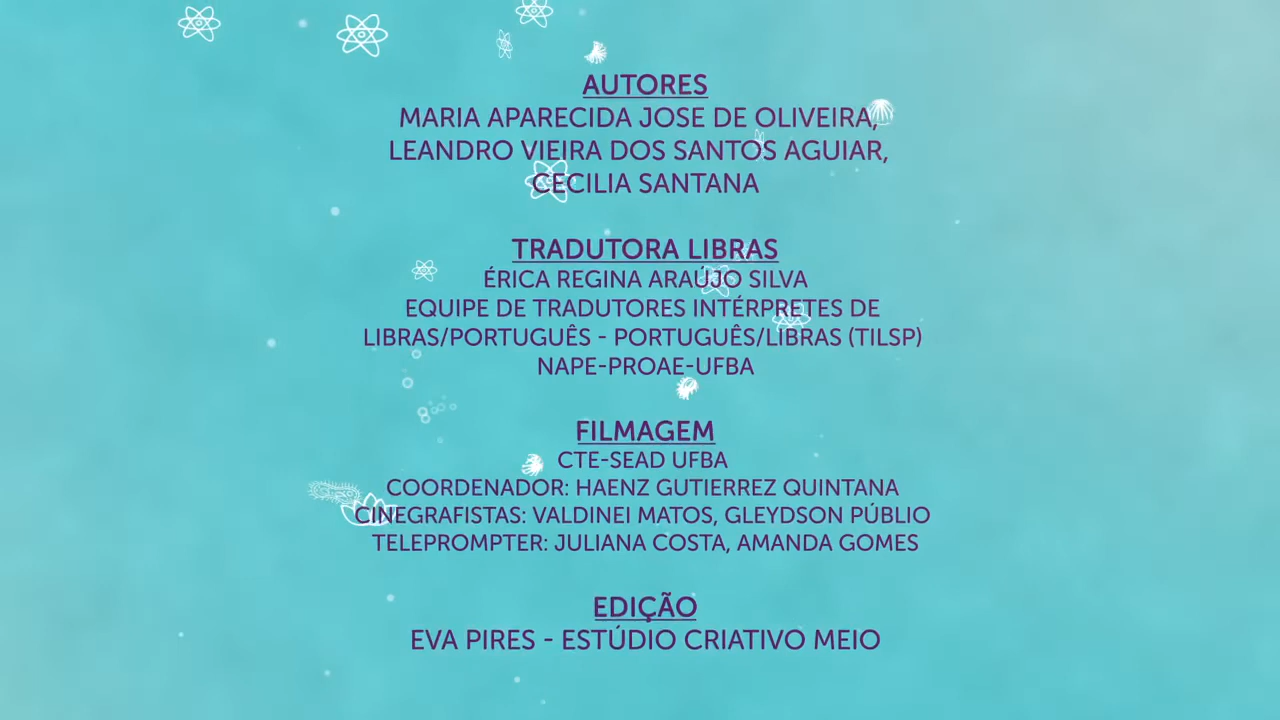 AUTORES
MARIA APARECIDA JOSE DE OLIVEIRA,
LEANDRO VIEIRA DOS SANTOS AGUIAR,
CECILIA SANTANA
TRADUTORA LIBRAS
ÉRICA REGINA ARAÚJO SILVA
EQUIPE DE TRADUTORES INTÉRPRETES DE
LIBRAS/PORTUGUÊS - PORTUGUÊS/LIBRAS (TILSP)
NAPE-PROAE-UFBA
FILMAGEM
CTE-SEAD UFBA
COORDENADOR: HAENZ GUTIERREZ QUINTANA
CINEGRAFISTAS: VALDINEI MATOS, GLEYDSON PÚBLIO
TELEPROMPTER: JULIANA COSTA, AMANDA GOMES
EDIÇÃO
EVA PIRES - ESTÚDIO CRIATIVO MEIO